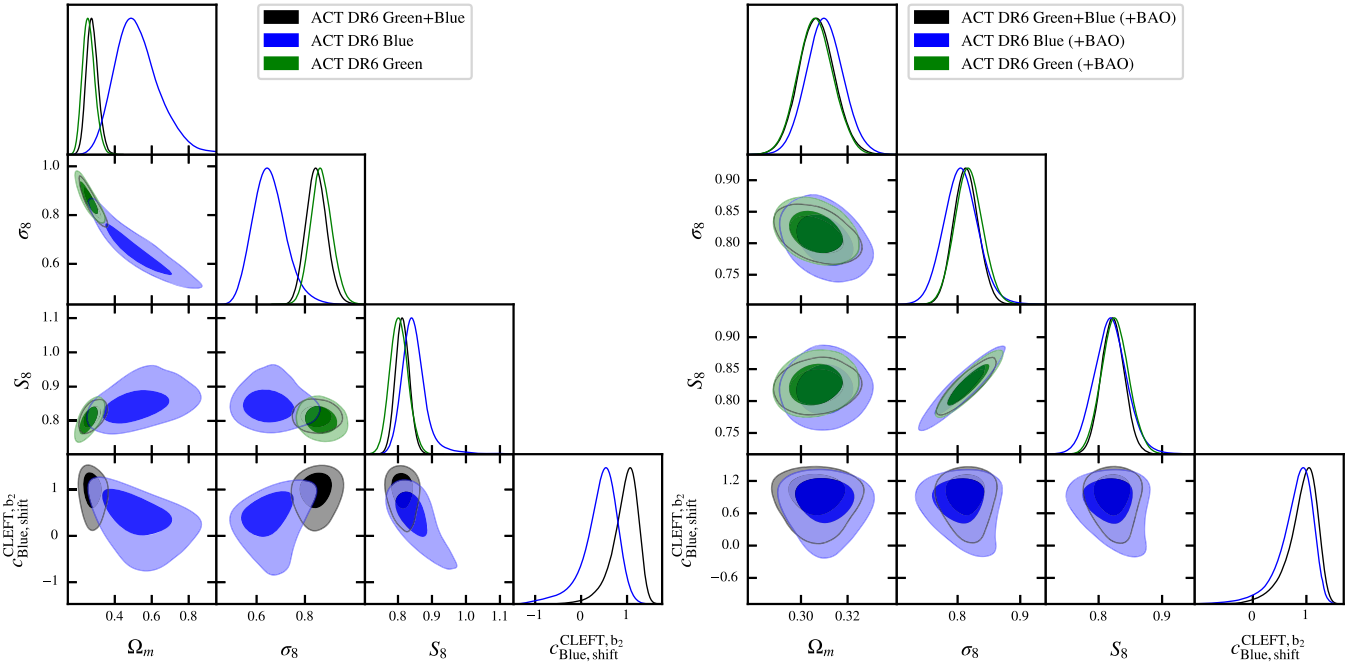 ACT DR6 Green+Blue
ACT DR6 Blue
ACT DR6 Green
1.0
0.8
0.6
σ8
1.1
1.0
0.9
0.8
S8
1
0
−1
c^{CLEFT, b2}_{Blue, shift}
0.4 0.6 0.8
0.6 0.8
0.8 0.9 1.0 1.1
−1 0 1
Ωm
σ8
S8
c^{CLEFT, b2}_{Blue, shift}
ACT DR6 Green+Blue (+BAO)
ACT DR6 Blue (+BAO)
ACT DR6 Green (+BAO)
0.90
0.85
0.80
0.75
σ8
0.90
0.85
0.80
0.75
S8
1.2
0.6
0.0
−0.6
c^{CLEFT, b2}_{Blue, shift}
0.30 0.32
0.8 0.9
0.8 0.9
0 1
Ωm
σ8
S8
c^{CLEFT, b2}_{Blue, shift}